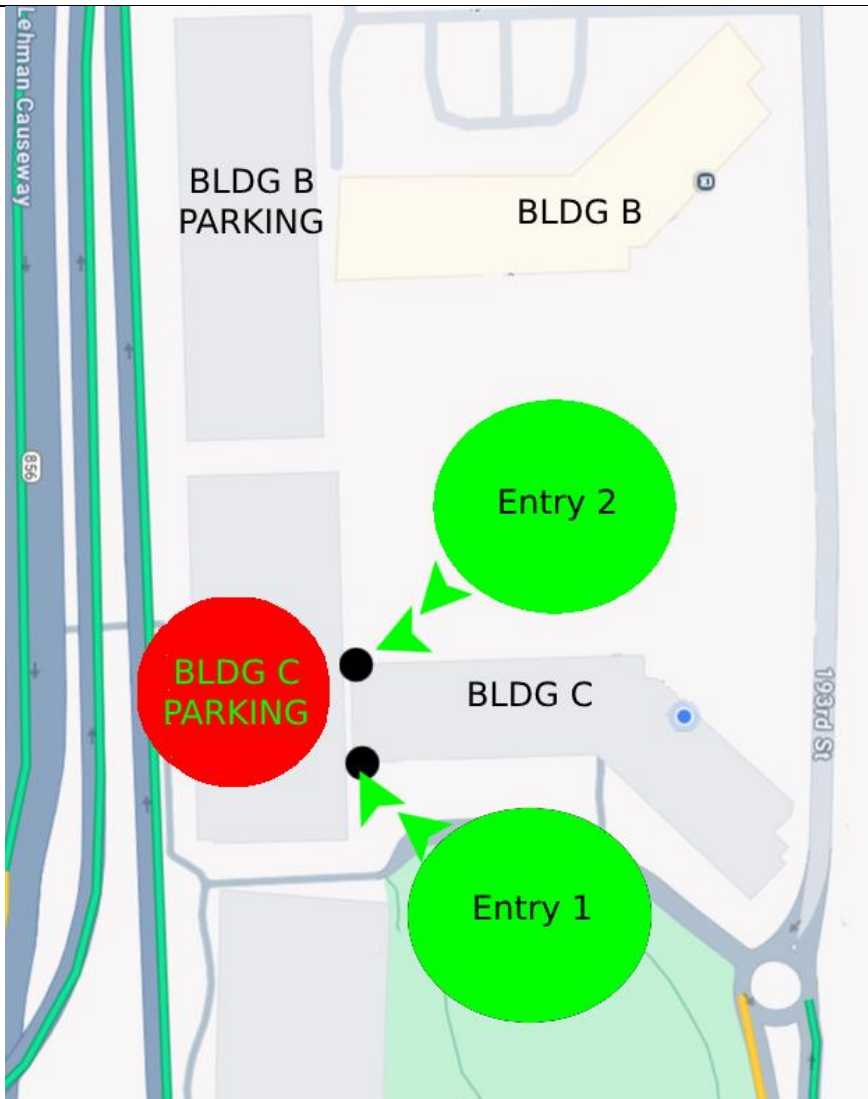 Lehman Causeway
BLDG B
PARKING
BLDG B
856
Entry 2
BLDG C
PARKING
BLDG C
193rd St
Entry 1